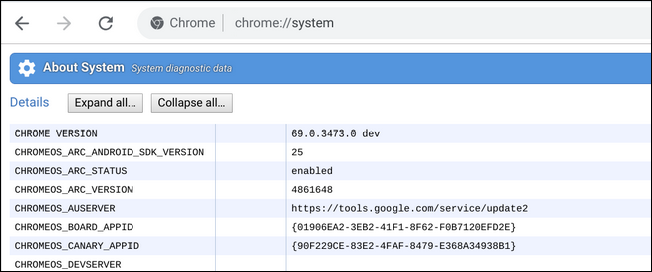 Chrome chrome://system
About System System diagnostic data
Details Expand all... Collapse all...
CHROME VERSION 69.0.3473.0 dev
CHROMEOS_ARC_ANDROID_SDK_VERSION 25
CHROMEOS_ARC_STATUS enabled
CHROMEOS_ARC_VERSION 4861648
CHROMEOS_AUSERVER https://tools.google.com/service/update2
CHROMEOS_BOARD_APPID {01906EA2-3EB2-41F1-8F62-F0B7120EFD2E}
CHROMEOS_CANARY_APPID {90F229CE-83E2-4FAF-8479-E368A34938B1}
CHROMEOS_DEVSERVER